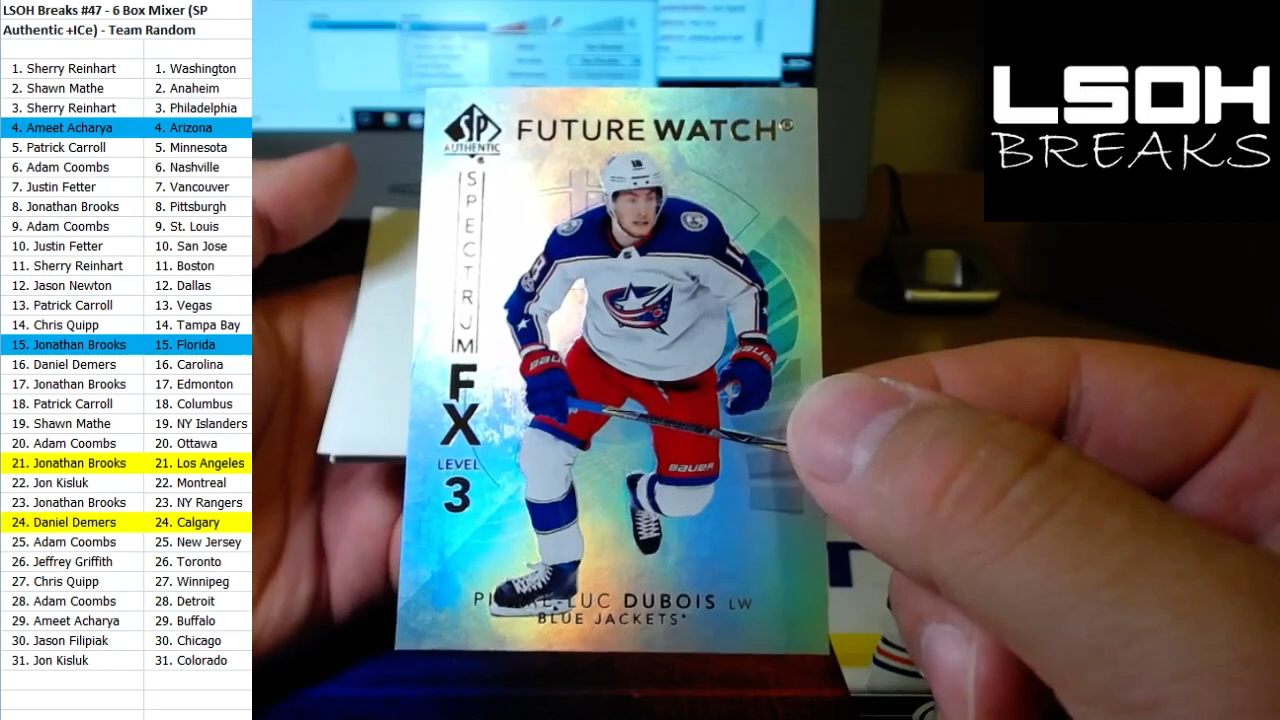 LSOH Breaks #47 - 6 Box Mixer (SP
Authentic +ICe) - Team Random
1. Sherry Reinhart 1. Washington
2. Shawn Mathe 2. Anaheim
3. Sherry Reinhart 3. Philadelphia
4. Ameet Acharya 4. Arizona
5. Patrick Carroll 5. Minnesota
6. Adam Coombs 6. Nashville
7. Justin Fetter 7. Vancouver
8. Jonathan Brooks 8. Pittsburgh
9. Adam Coombs 9. St. Louis
10. Justin Fetter 10. San Jose
11. Sherry Reinhart 11. Boston
12. Jason Newton 12. Dallas
13. Patrick Carroll 13. Vegas
14. Chris Quipp 14. Tampa Bay
15. Jonathan Brooks 15. Florida
16. Daniel Demers 16. Carolina
17. Jonathan Brooks 17. Edmonton
18. Patrick Carroll 18. Columbus
19. Shawn Mathe 19. NY Islanders
20. Adam Coombs 20. Ottawa
21. Jonathan Brooks 21. Los Angeles
22. Jon Kisluk 22. Montreal
23. Jonathan Brooks 23. NY Rangers
24. Daniel Demers 24. Calgary
25. Adam Coombs 25. New Jersey
26. Jeffrey Griffith 26. Toronto
27. Chris Quipp 27. Winnipeg
28. Adam Coombs 28. Detroit
29. Ameet Acharya 29. Buffalo
30. Jason Filipiak 30. Chicago
31. Jon Kisluk 31. Colorado
SP
AUTHENTIC
FUTURE WATCH®
SPECTRUM
FX
LEVEL
3
18
BAUER
PIERRE-LUC DUBOIS LW
BLUE JACKETS
LSOH
BREAKS